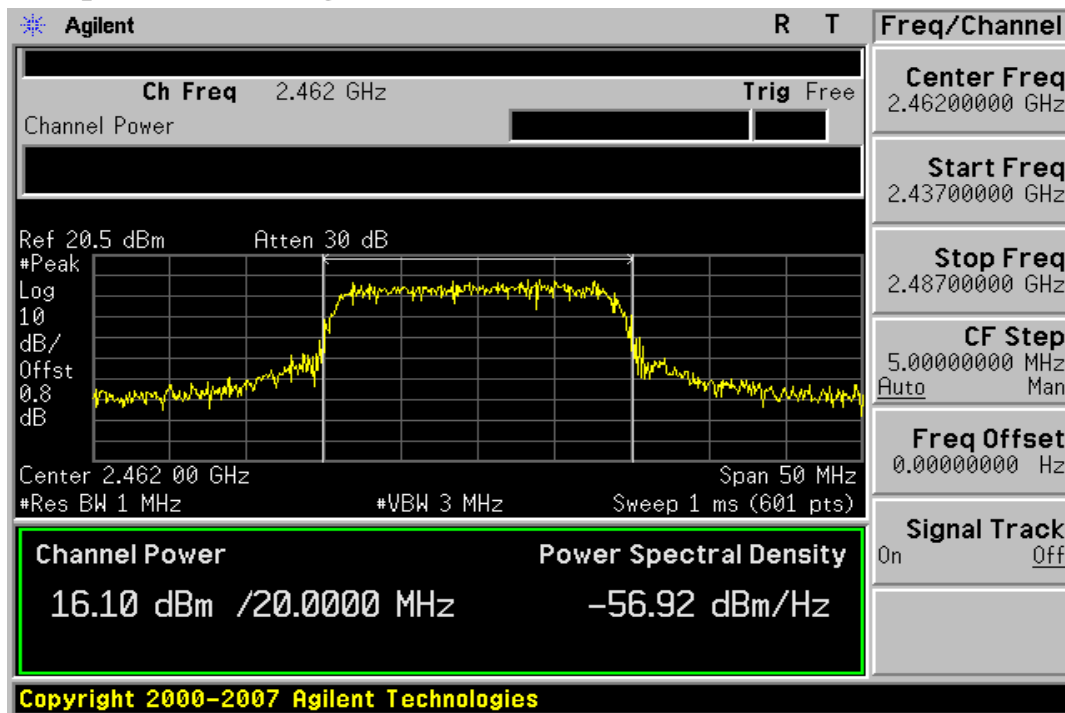 Agilent R T
Freq/Channel
Ch Freq 2.462 GHz Trig Free
Channel Power
Center Freq
2.46200000 GHz
Start Freq
2.43700000 GHz
Stop Freq
2.48700000 GHz
CF Step
5.00000000 MHz
Auto Man
Freq Offset
0.00000000 Hz
Signal Track
On Off
Ref 20.5 dBm Atten 30 dB
#Peak
Log
10
dB/
Offst
0.8
dB
Center 2.462 00 GHz Span 50 MHz
#Res BW 1 MHz #VBW 3 MHz Sweep 1 ms (601 pts)
Channel Power Power Spectral Density
16.10 dBm /20.0000 MHz -56.92 dBm/Hz
Copyright 2000-2007 Agilent Technologies